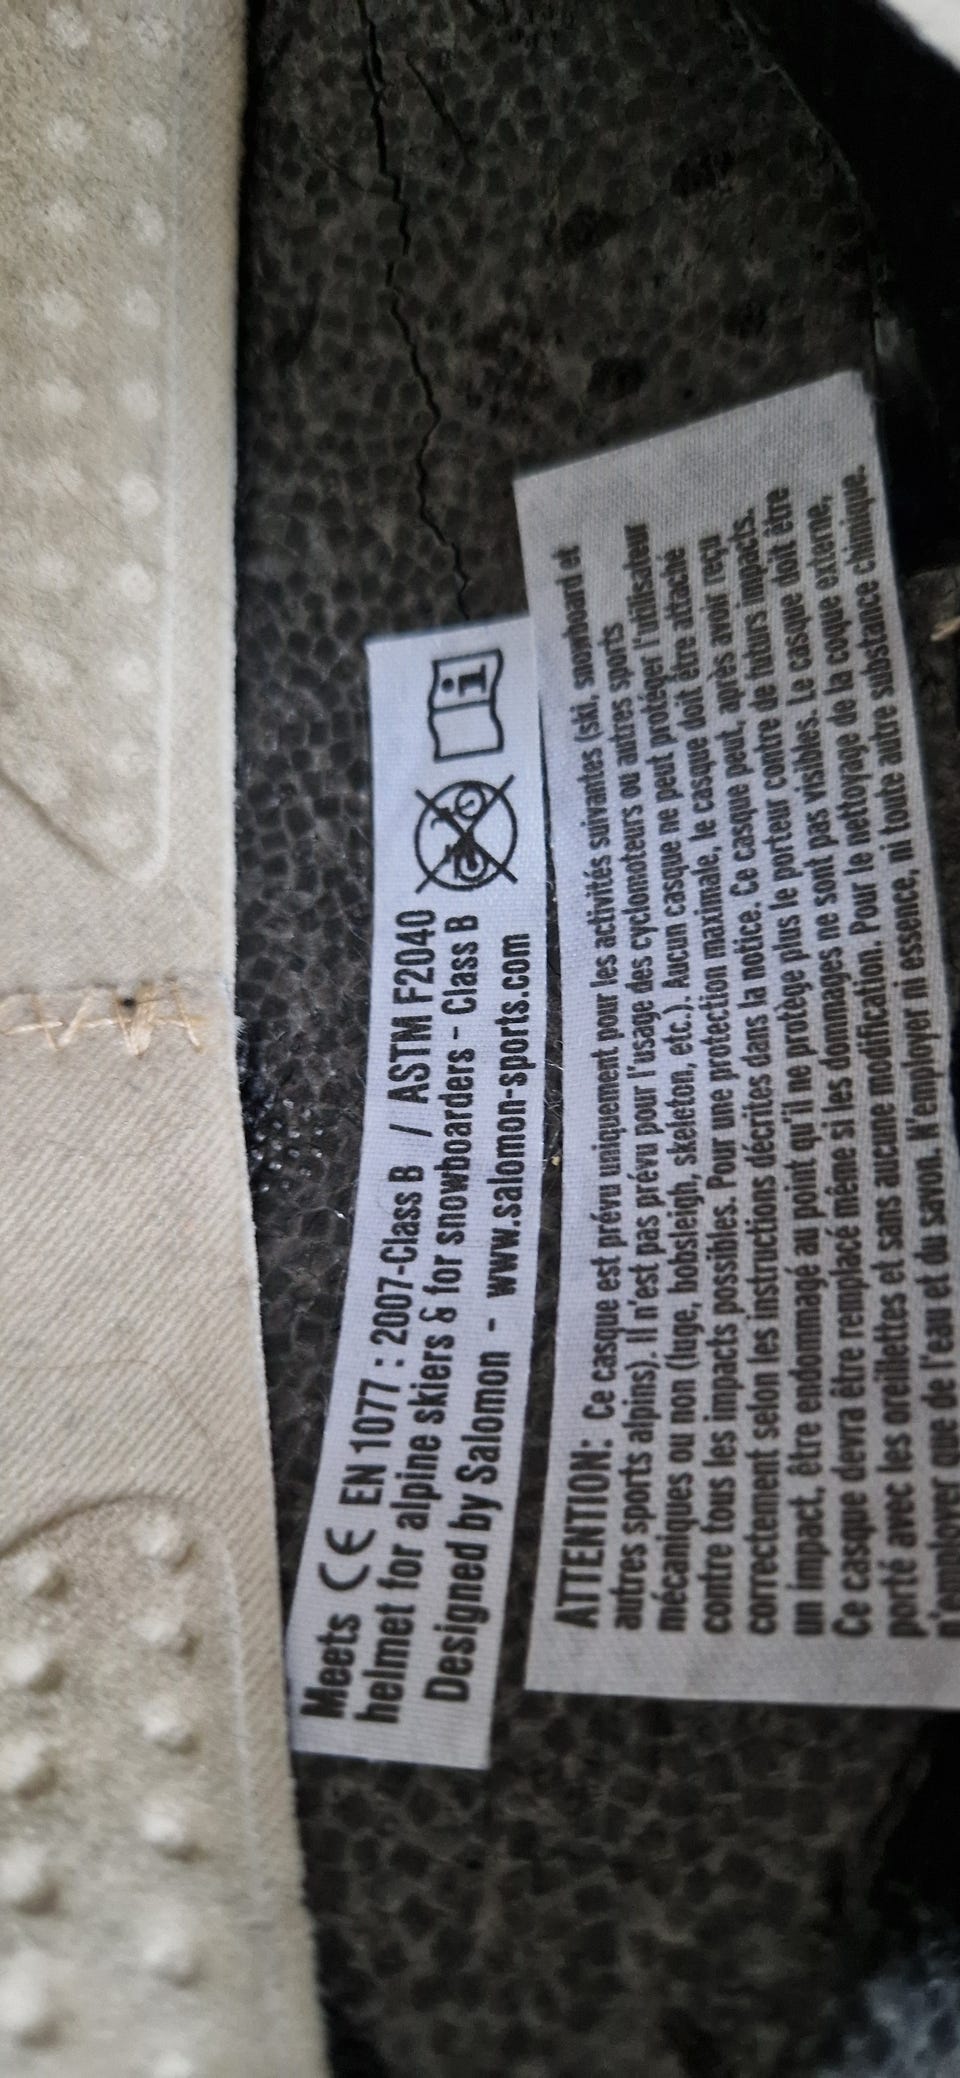 Meets CE EN 1077 : 2007-Class B / ASTM F2040
helmet for alpine skiers & for snowboarders - Class B
Designed by Salomon - www.salomon-sports.com
ATTENTION: Ce casque est prévu uniquement pour les activités suivantes (ski, snowboard et
autres sports alpins). Il n'est pas prévu pour l'usage des cyclomoteurs ou autres sports
mécaniques ou non (luge, bobsleigh, skeleton, etc.). Aucun casque ne peut protéger l'utilisateur
contre tous les impacts possibles. Pour une protection maximale, le casque doit être attaché
correctement selon les instructions décrites dans la notice. Ce casque peut, après avoir reçu
un impact, être endommagé au point qu'il ne protège plus le porteur contre de futurs impacts.
Ce casque devra être remplacé même si les dommages ne sont pas visibles. Le casque doit être
porté avec les oreillettes et sans aucune modification. Pour le nettoyage de la coque externe,
n'employer que de l'eau et du savon. N'employer ni essence, ni toute autre substance chimique.